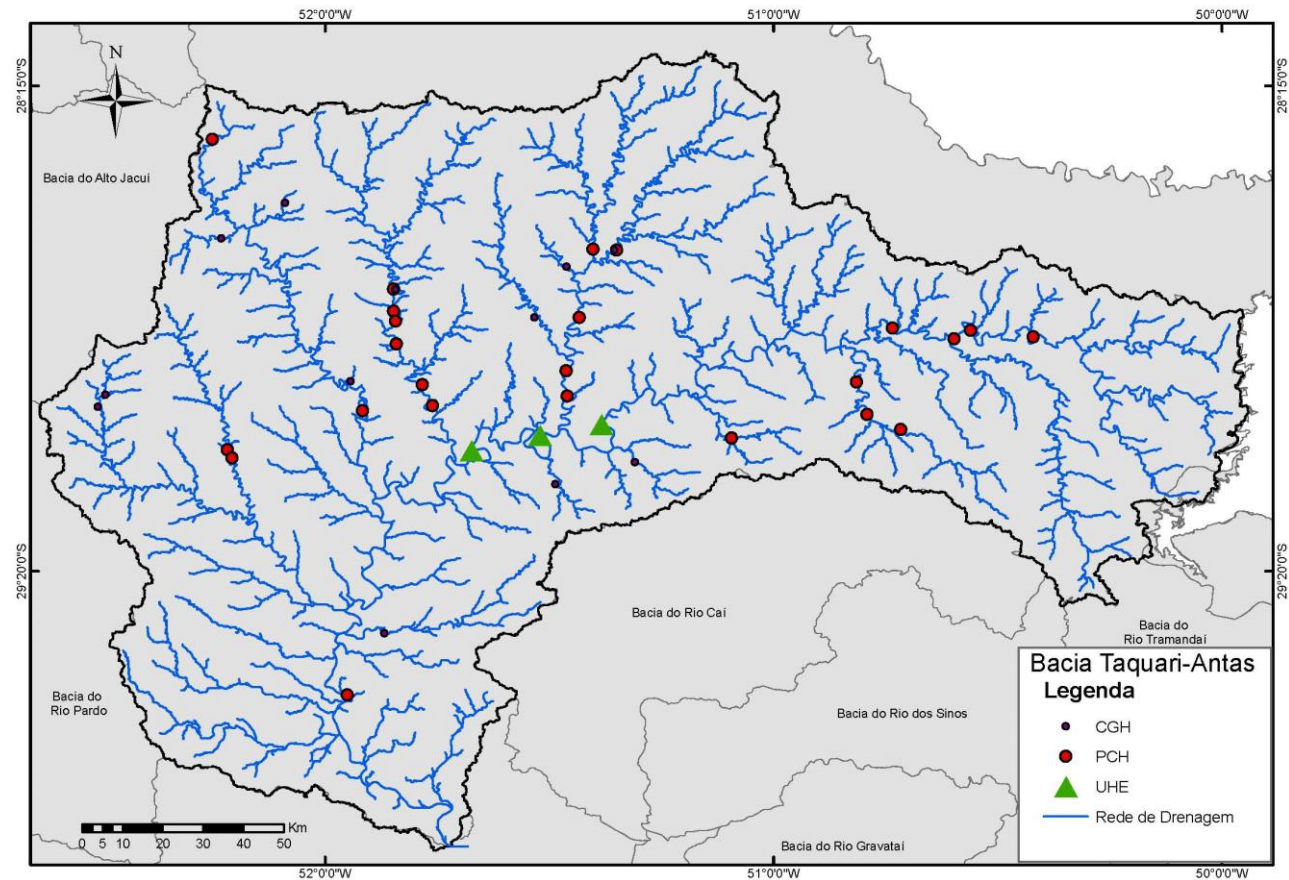 52°0'0"W
51°0'0"W
50°0'0"W
28°15'0"S
28°15'0"S
N
Bacia do Alto Jacuí
29°20'0"S
29°20'0"S
Bacia do Rio Caí
Bacia do
Rio Tramandaí
Bacia do
Rio Pardo
Bacia do Rio dos Sinos
Bacia do Rio Gravataí
Bacia Taquari-Antas
Legenda
CGH
PCH
UHE
Rede de Drenagem
Km
0 5 10 20 30 40 50
52°0'0"W
51°0'0"W
50°0'0"W